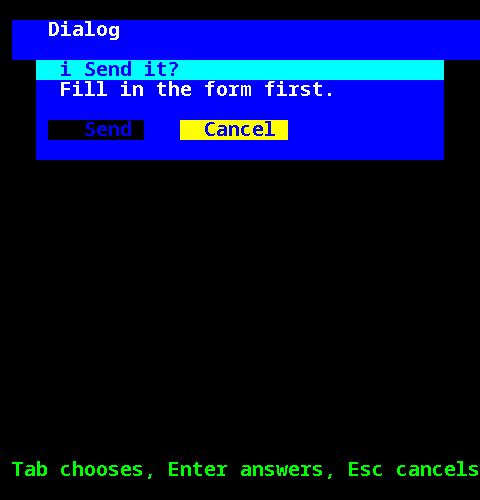 Dialog
i Send it?
Fill in the form first.
Send Cancel
Tab chooses, Enter answers, Esc cancels